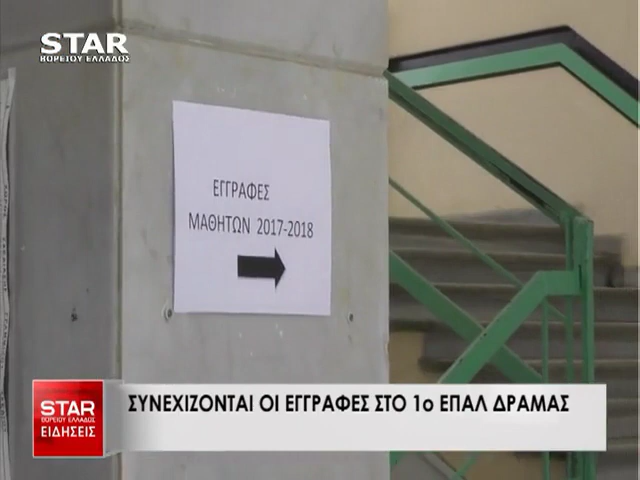 STAR
ΒΟΡΕΙΟΥ ΕΛΛΑΔΟΣ
ΕΓΓΡΑΦΕΣ
ΜΑΘΗΤΩΝ 2017-2018
ΣΥΝΕΧΙΖΟΝΤΑΙ ΟΙ ΕΓΓΡΑΦΕΣ ΣΤΟ 1ο ΕΠΑΛ ΔΡΑΜΑΣ
STAR
ΒΟΡΕΙΟΥ ΕΛΛΑΔΟΣ
ΕΙΔΗΣΕΙΣ